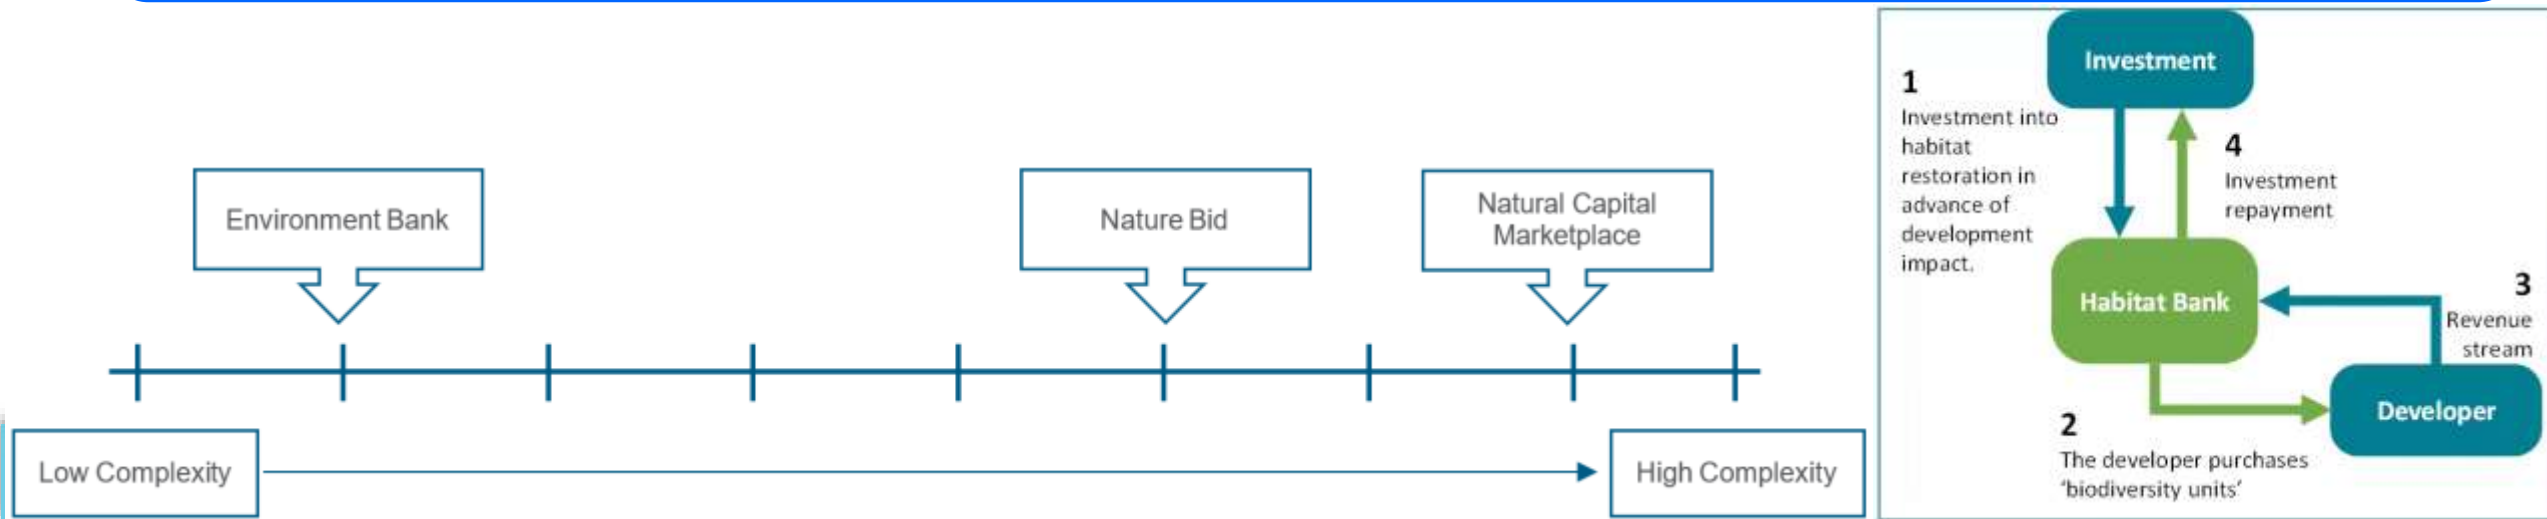 Environment Bank
Nature Bid
Natural Capital
Marketplace
Low Complexity
High Complexity
Investment
1
Investment into
habitat
restoration in
advance of
development
impact.
4
Investment
repayment
Habitat Bank
3
Revenue
stream
Developer
2
The developer purchases
‘biodiversity units’